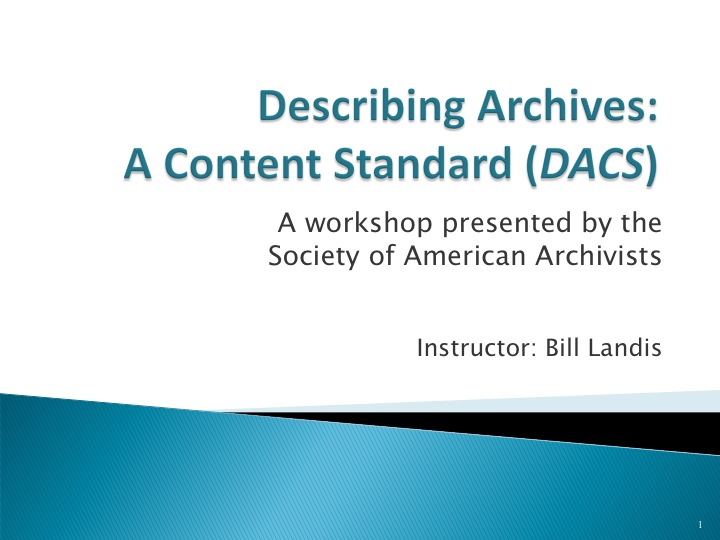 Describing Archives:
A Content Standard (DACS)
A workshop presented by the
Society of American Archivists
Instructor: Bill Landis
1